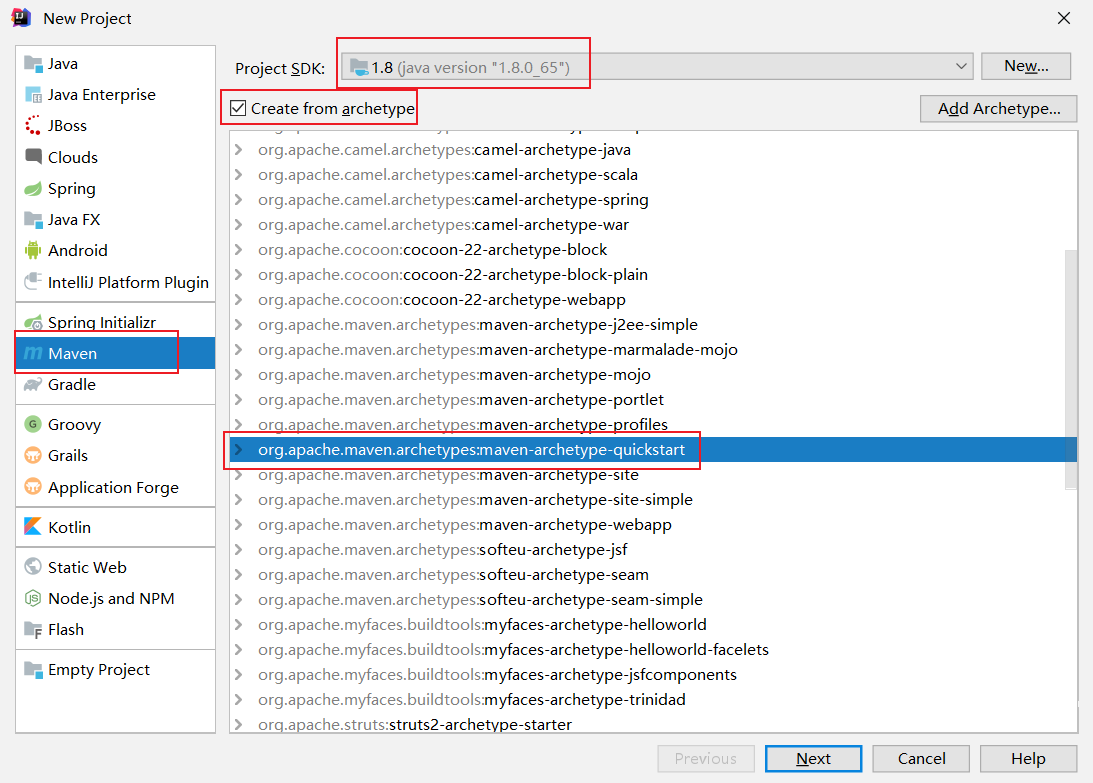 New Project
Java
Java Enterprise
JBoss
Clouds
Spring
Java FX
Android
IntelliJ Platform Plugin
Spring Initializr
Maven
Gradle
Groovy
Grails
Application Forge
Kotlin
Static Web
Node.js and NPM
Flash
Empty Project
Project SDK: 1.8 (java version "1.8.0_65") New...
Create from archetype Add Archetype...
org.apache.camel.archetypes:camel-archetype-java
org.apache.camel.archetypes:camel-archetype-scala
org.apache.camel.archetypes:camel-archetype-spring
org.apache.camel.archetypes:camel-archetype-war
org.apache.cocoon:cocoon-22-archetype-block
org.apache.cocoon:cocoon-22-archetype-block-plain
org.apache.cocoon:cocoon-22-archetype-webapp
org.apache.maven.archetypes:maven-archetype-j2ee-simple
org.apache.maven.archetypes:maven-archetype-marmalade-mojo
org.apache.maven.archetypes:maven-archetype-mojo
org.apache.maven.archetypes:maven-archetype-portlet
org.apache.maven.archetypes:maven-archetype-profiles
org.apache.maven.archetypes:maven-archetype-quickstart
org.apache.maven.archetypes:maven-archetype-site
org.apache.maven.archetypes:maven-archetype-site-simple
org.apache.maven.archetypes:maven-archetype-webapp
org.apache.maven.archetypes:softeu-archetype-jsf
org.apache.maven.archetypes:softeu-archetype-seam
org.apache.maven.archetypes:softeu-archetype-seam-simple
org.apache.myfaces.buildtools:myfaces-archetype-helloworld
org.apache.myfaces.buildtools:myfaces-archetype-helloworld-facelets
org.apache.myfaces.buildtools:myfaces-archetype-jsfcomponents
org.apache.myfaces.buildtools:myfaces-archetype-trinidad
org.apache.struts:struts2-archetype-starter
Previous Next Cancel Help